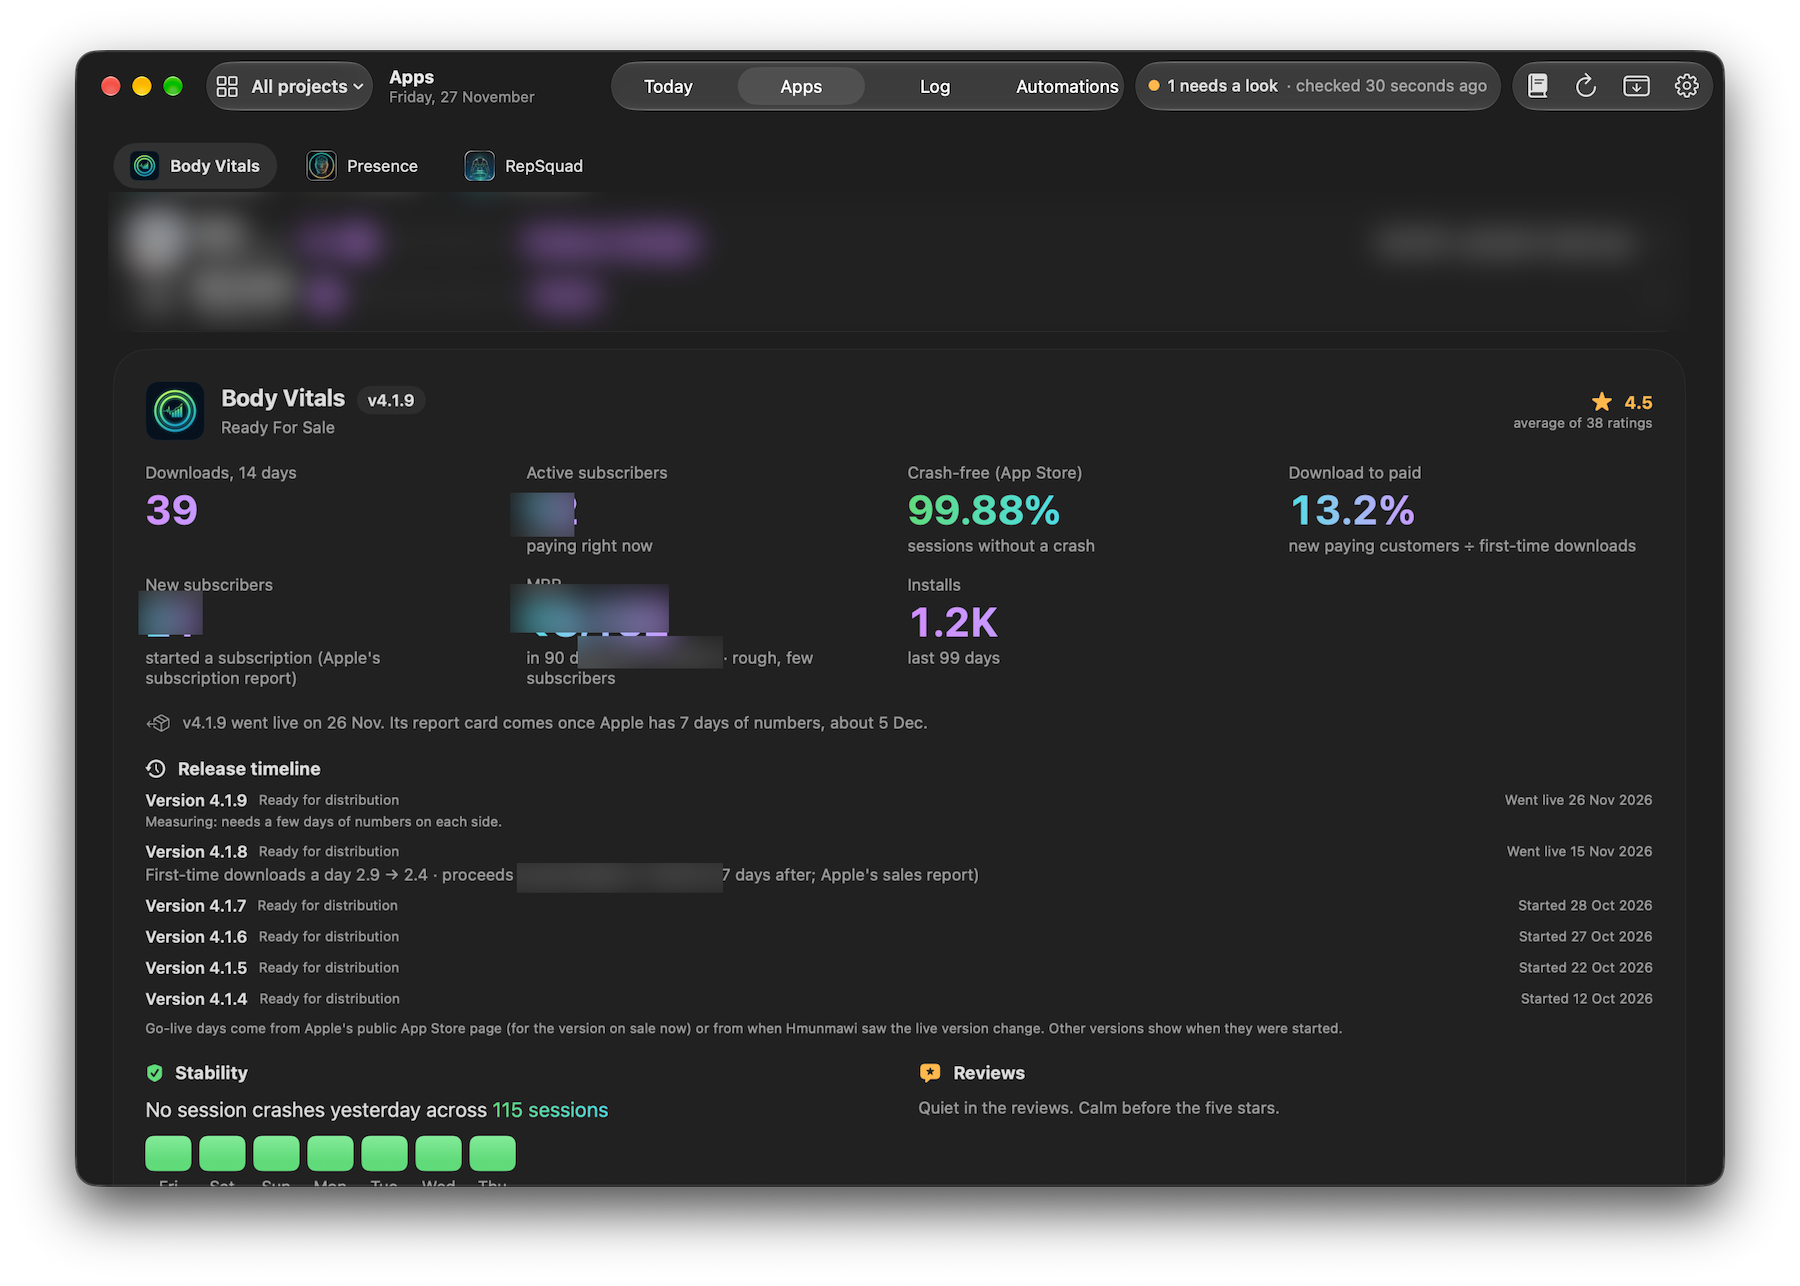 All projects
Apps
Friday, 27 November
Today
Apps
Log
Automations
1 needs a look · checked 30 seconds ago
Body Vitals
Presence
RepSquad
Body Vitals
v4.1.9
Ready For Sale
4.5
average of 38 ratings
Downloads, 14 days
39
Active subscribers
paying right now
Crash-free (App Store)
99.88%
sessions without a crash
Download to paid
13.2%
new paying customers ÷ first-time downloads
New subscribers
started a subscription (Apple's
subscription report)
MRR
in 90 · rough, few
subscribers
Installs
1.2K
last 99 days
v4.1.9 went live on 26 Nov. Its report card comes once Apple has 7 days of numbers, about 5 Dec.
Release timeline
Version 4.1.9 Ready for distribution
Went live 26 Nov 2026
Measuring: needs a few days of numbers on each side.
Version 4.1.8 Ready for distribution
Went live 15 Nov 2026
First-time downloads a day 2.9 → 2.4 · proceeds 7 days after; Apple's sales report)
Version 4.1.7 Ready for distribution
Started 28 Oct 2026
Version 4.1.6 Ready for distribution
Started 27 Oct 2026
Version 4.1.5 Ready for distribution
Started 22 Oct 2026
Version 4.1.4 Ready for distribution
Started 12 Oct 2026
Go-live days come from Apple's public App Store page (for the version on sale now) or from when Hmunmawi saw the live version change. Other versions show when they were started.
Stability
No session crashes yesterday across 115 sessions
Fri Sat Sun Mon Tue Wed Thu
Reviews
Quiet in the reviews. Calm before the five stars.